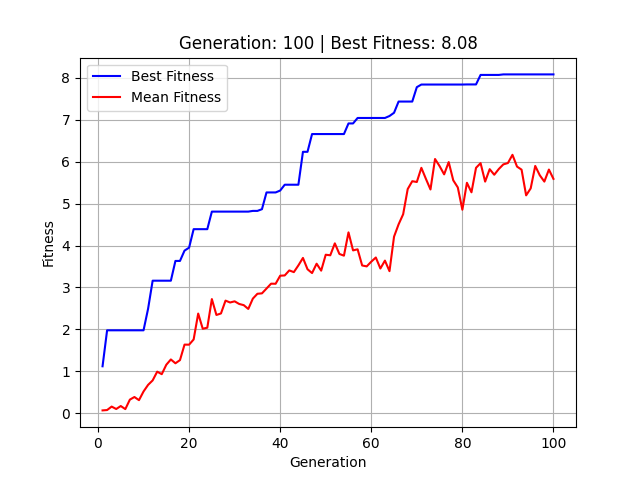 Generation: 100 | Best Fitness: 8.08
Best Fitness
Mean Fitness
8
7
6
5
4
3
2
1
0
Fitness
0 20 40 60 80 100
Generation